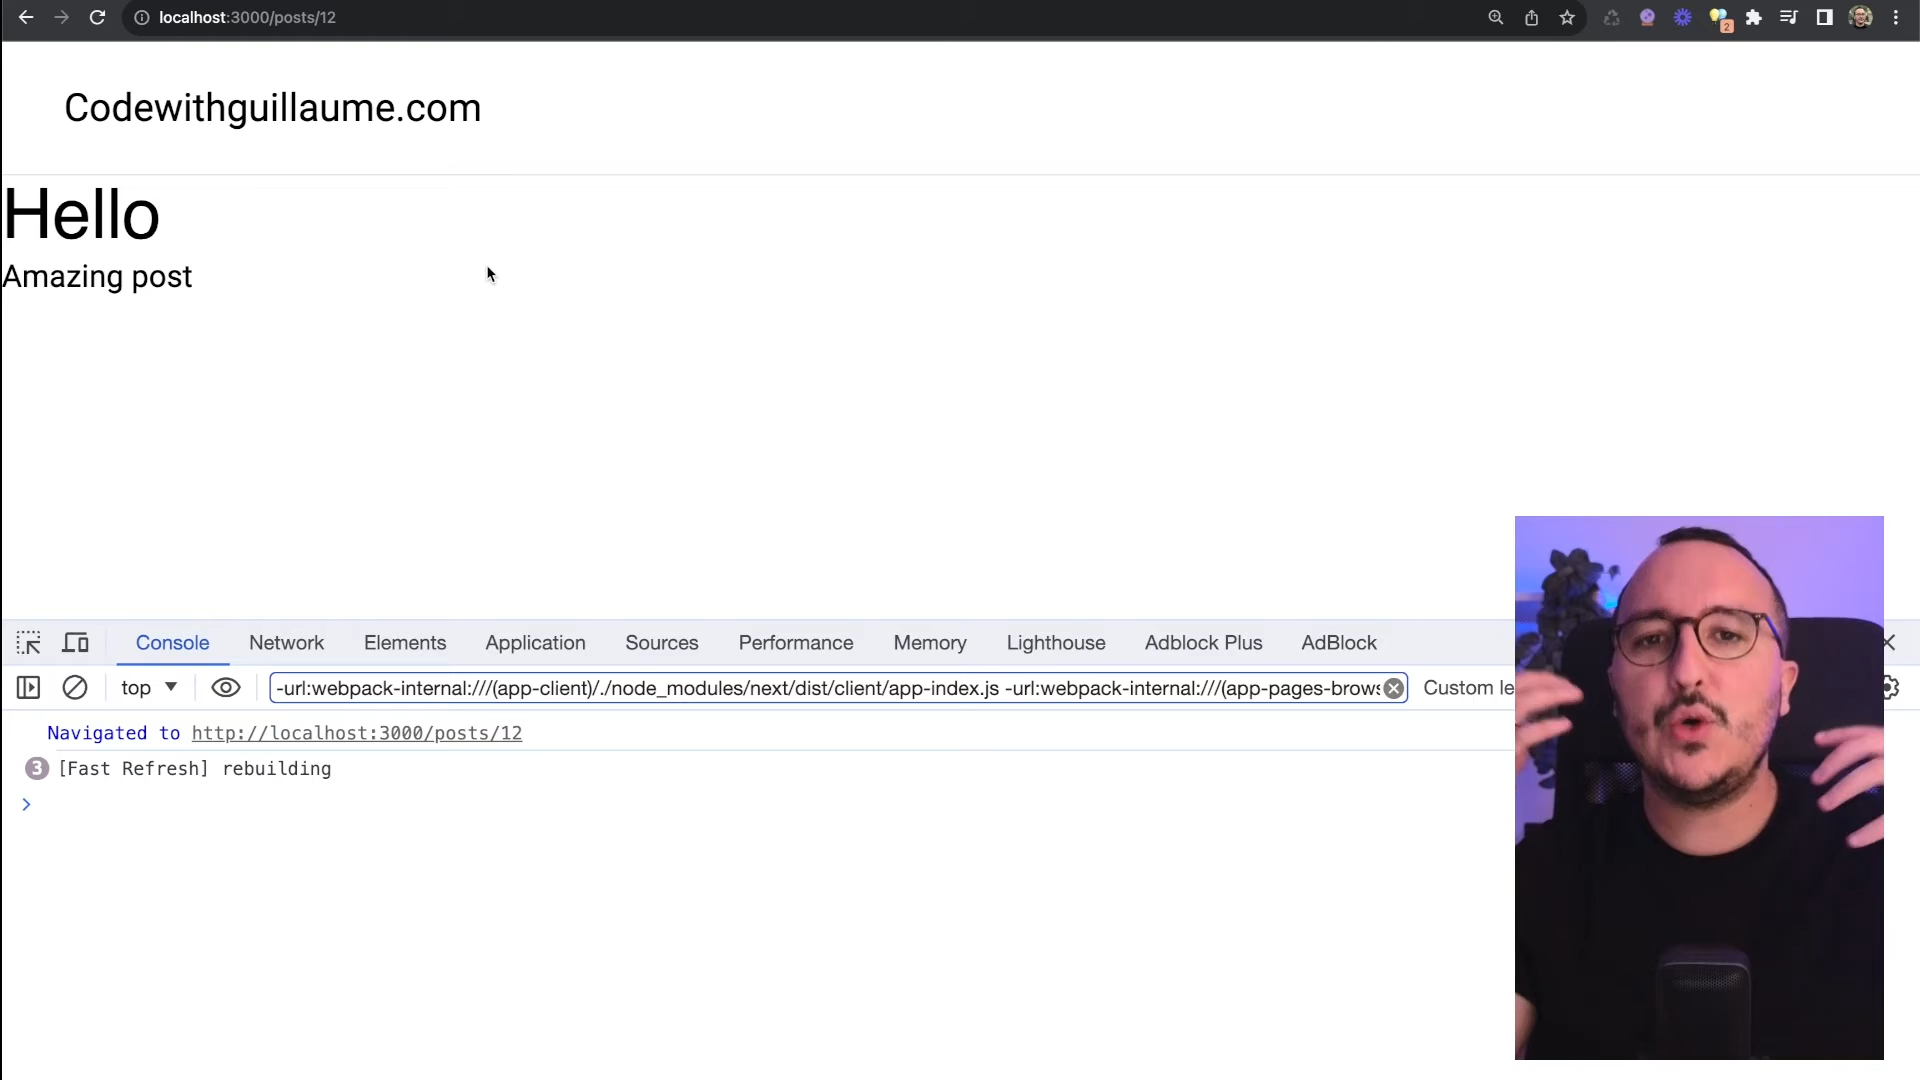 localhost:3000/posts/12
2
Codewithguillaume.com
Hello
Amazing post
Console Network Elements Application Sources Performance Memory Lighthouse Adblock Plus AdBlock
top -url:webpack-internal:///(app-client)/./node_modules/next/dist/client/app-index.js -url:webpack-internal:///(app-pages-brow Custom le
Navigated to http://localhost:3000/posts/12
3 [Fast Refresh] rebuilding